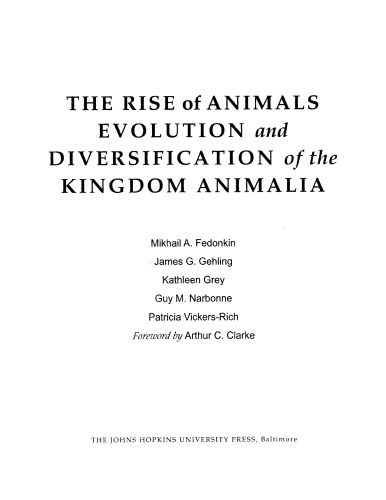 THE RISE of ANIMALS
EVOLUTION and
DIVERSIFICATION of the
KINGDOM ANIMALIA
Mikhail A. Fedonkin
James G. Gehling
Kathleen Grey
Guy M. Narbonne
Patricia Vickers-Rich
Foreword by Arthur C. Clarke
THE JOHNS HOPKINS UNIVERSITY PRESS, Baltimore